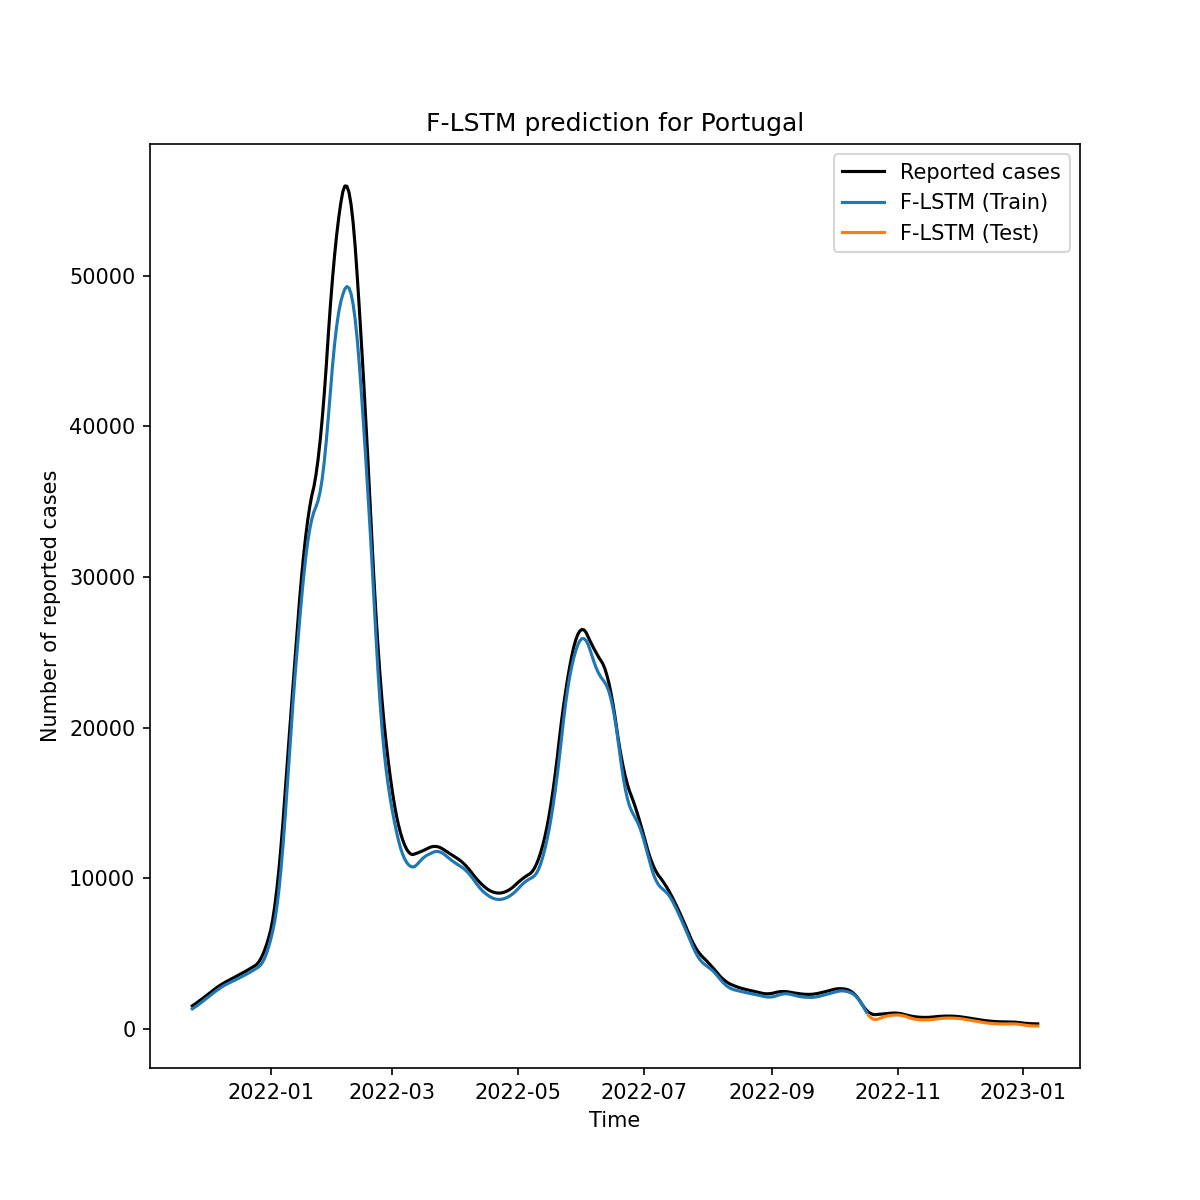 F-LSTM prediction for Portugal
Reported cases
F-LSTM (Train)
F-LSTM (Test)
Number of reported cases
50000
40000
30000
20000
10000
0
2022-01 2022-03 2022-05 2022-07 2022-09 2022-11 2023-01
Time